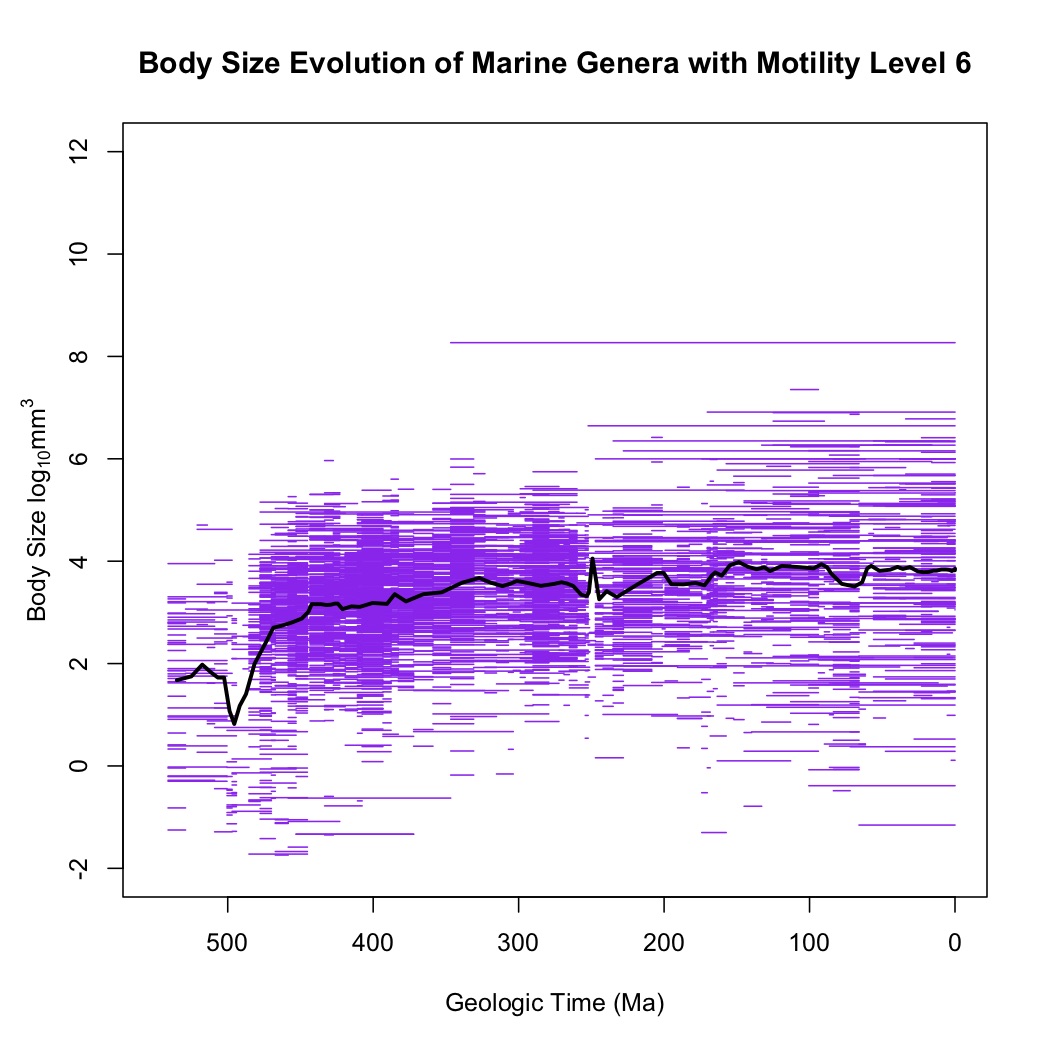 Body Size Evolution of Marine Genera with Motility Level 6
Body Size log₁₀mm³
12
10
8
6
4
2
0
-2
500 400 300 200 100 0
Geologic Time (Ma)